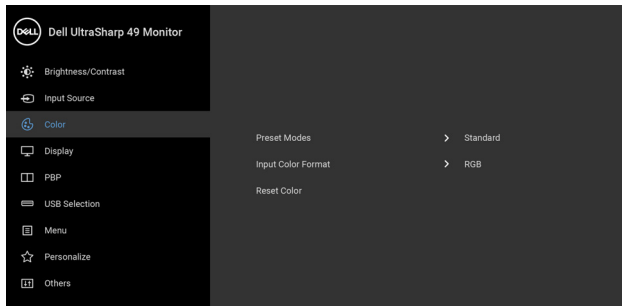 DELL Dell UltraSharp 49 Monitor
Brightness/Contrast
Input Source
Color
Display
PBP
USB Selection
Menu
Personalize
Others
Preset Modes > Standard
Input Color Format > RGB
Reset Color